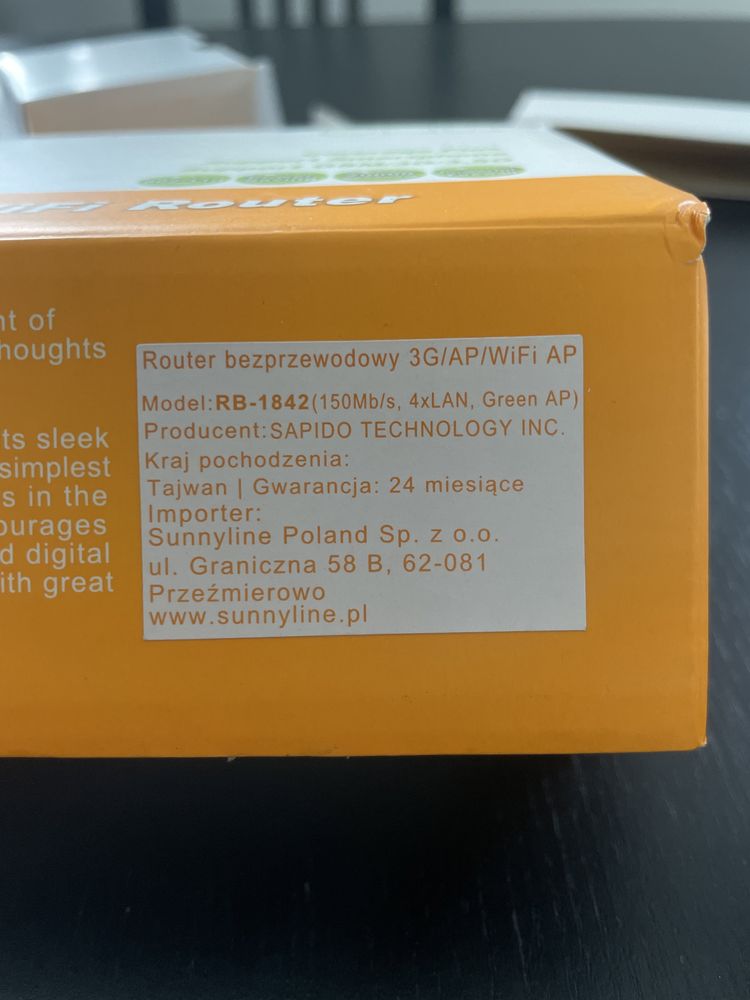 WiFi Router
nt of
houghts
ts sleek
simplest
s in the
ourages
d digital
ith great
Router bezprzewodowy 3G/AP/WiFi AP
Model:RB-1842(150Mb/s, 4xLAN, Green AP)
Producent:SAPIDO TECHNOLOGY INC.
Kraj pochodzenia:
Tajwan | Gwarancja: 24 miesiące
Importer:
Sunnyline Poland Sp. z o.o.
ul. Graniczna 58 B, 62-081
Przeźmierowo
www.sunnyline.pl